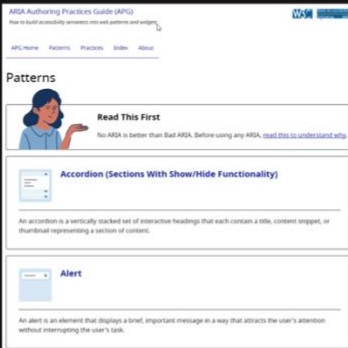 ARIA Authoring Practices Guide (APG)
How to build accessibility semantics into web patterns and widgets
W3C
APG Home Patterns Practices Index About
Patterns
Read This First
No ARIA is better than Bad ARIA. Before using any ARIA, read this to understand why.
Accordion (Sections With Show/Hide Functionality)
An accordion is a vertically stacked set of interactive headings that each contain a title, content snippet, or
thumbnail representing a section of content.
Alert
An alert is an element that displays a brief, important message in a way that attracts the user's attention
without interrupting the user's task.